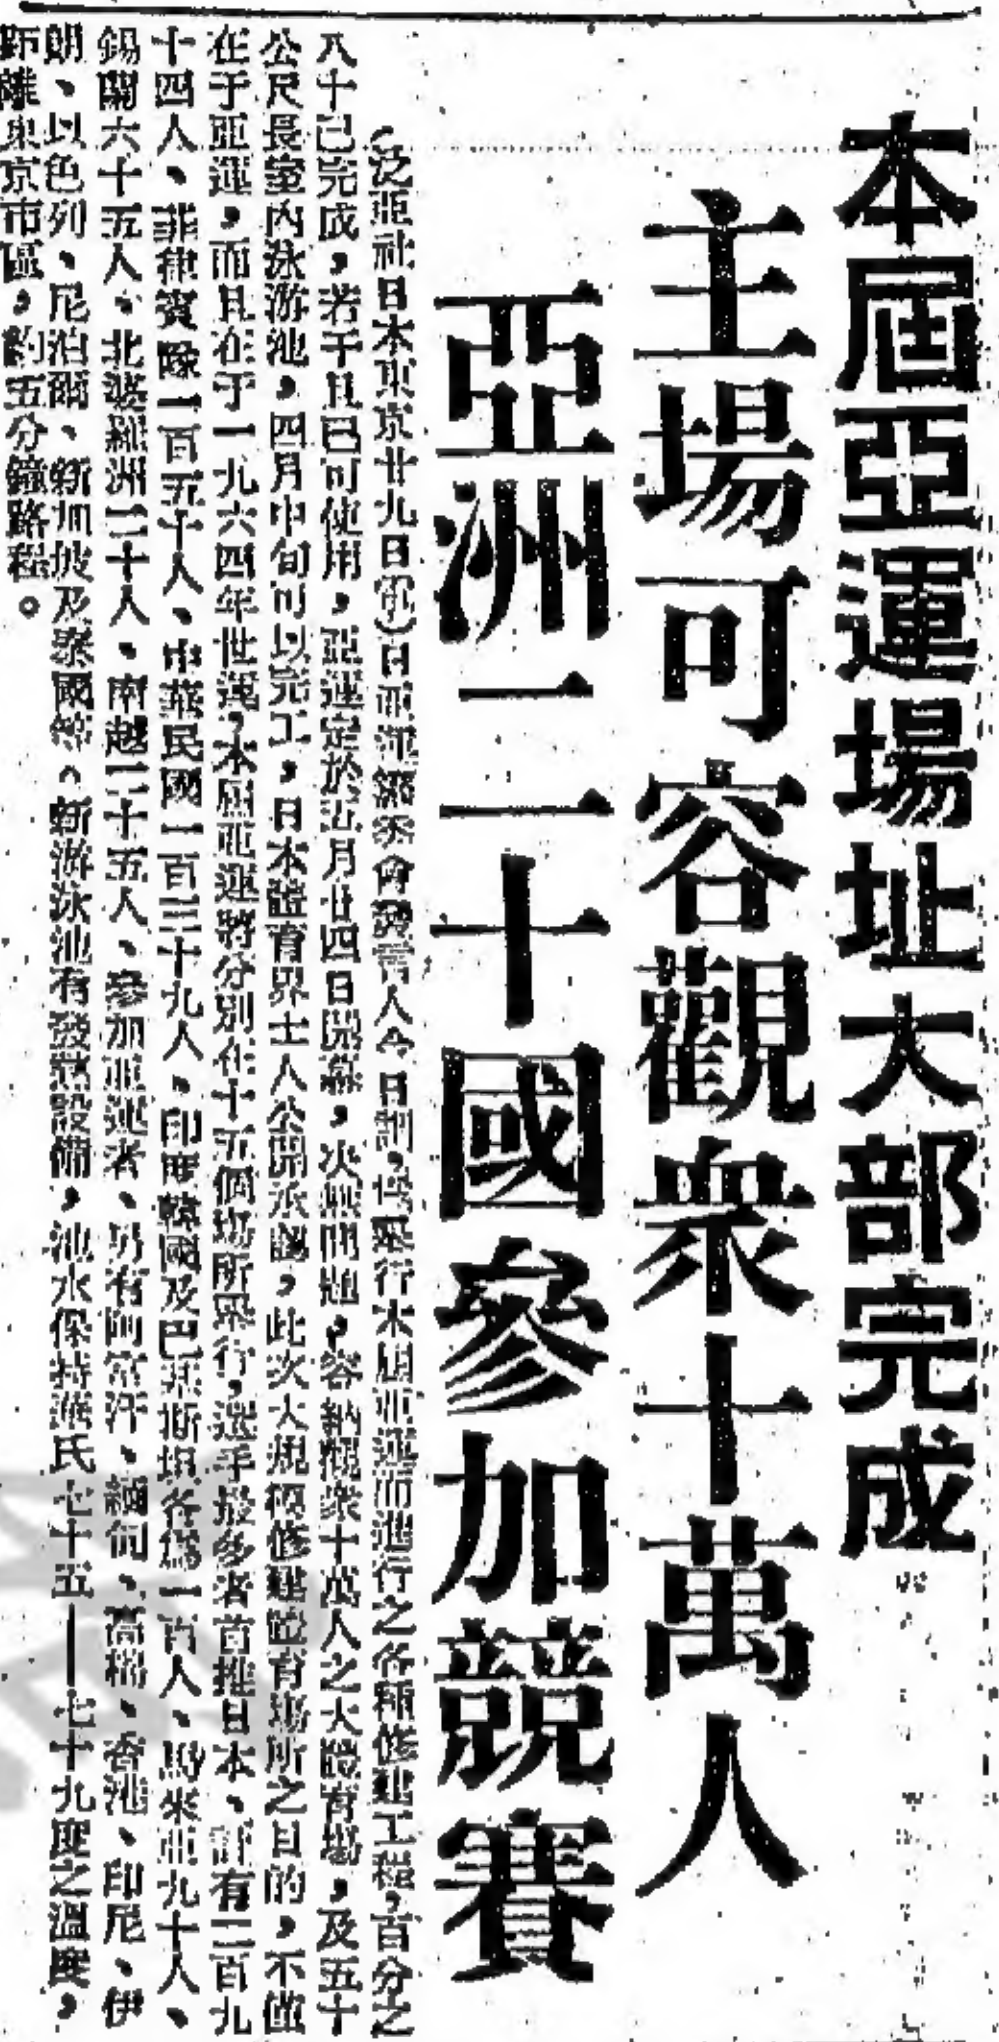 本屆亞運場址大部完成
主場可容觀衆十萬人
亞洲二十國參加競賽
(泛亞社日本東京廿九日電)日亞運籌委會發言人今日謂，爲舉行本屆亞運而進行之各種修建工程，百分之
八十已完成，若干且已可使用，亞運定於五月廿四日開幕，次無問題，容納觀衆十萬人之大體育場，及五十
公尺長室內泳游池，四月中旬可以完工，日本體育界士人公開承認，此次大規模修建體育場所之目的，不僅
在于亞運，而且在于一九六四年世運，本屆亞運將分別在十五個場所舉行，選手最多者首推日本、計有二百九
十四人、菲律賓隊一百五十人、中華民國一百三十九人、印度韓國及巴基斯坦各爲一百人、馬來亞九十人、
錫蘭六十五人、北婆羅洲三十人、南越二十五人、參加亞運者、另有阿富汗、緬甸、高棉、香港、印尼、伊
朗、以色列、尼泊爾、新加坡及泰國等。新游泳池有發熱設備，池水保持華氏七十五——七十九度之溫度，
距離東京市區，約五分鐘路程。